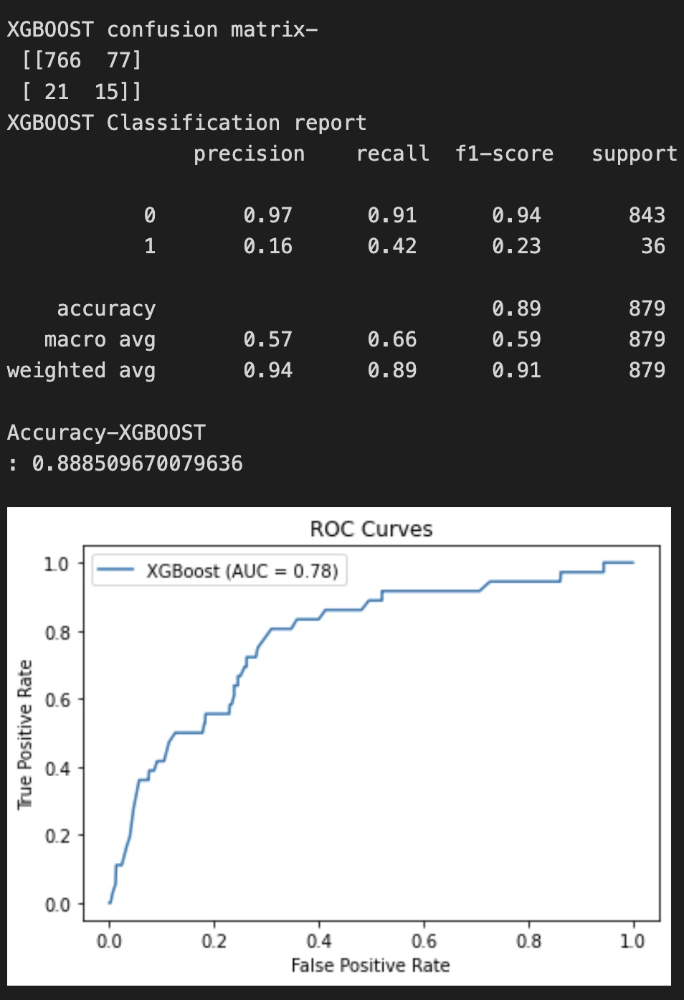 XGBOOST confusion matrix-
[[766 77]
[ 21 15]]
XGBOOST Classification report
precision recall f1-score support
0 0.97 0.91 0.94 843
1 0.16 0.42 0.23 36
accuracy 0.89 879
macro avg 0.57 0.66 0.59 879
weighted avg 0.94 0.89 0.91 879
Accuracy-XGBOOST
: 0.888509670079636
ROC Curves
XGBoost (AUC = 0.78)
1.0
0.8
0.6
0.4
0.2
0.0
True Positive Rate
0.0 0.2 0.4 0.6 0.8 1.0
False Positive Rate